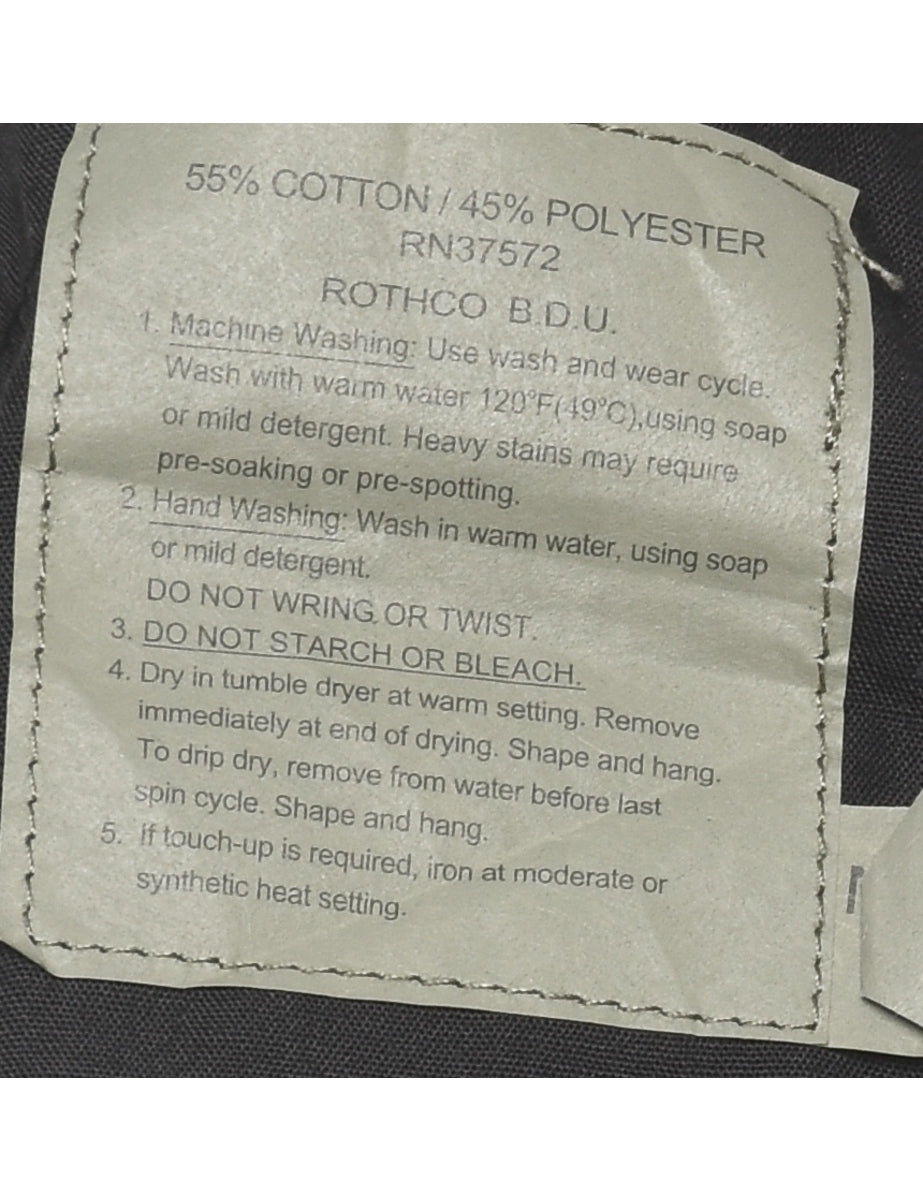 55% COTTON / 45% POLYESTER
RN37572
ROTHCO B.D.U.
1. Machine Washing: Use wash and wear cycle.
Wash with warm water 120°F(49°C),using soap
or mild detergent. Heavy stains may require
pre-soaking or pre-spotting.
2. Hand Washing: Wash in warm water, using soap
or mild detergent.
DO NOT WRING OR TWIST.
3. DO NOT STARCH OR BLEACH.
4. Dry in tumble dryer at warm setting. Remove
immediately at end of drying. Shape and hang.
To drip dry, remove from water before last
spin cycle. Shape and hang.
5. If touch-up is required, iron at moderate or
synthetic heat setting.